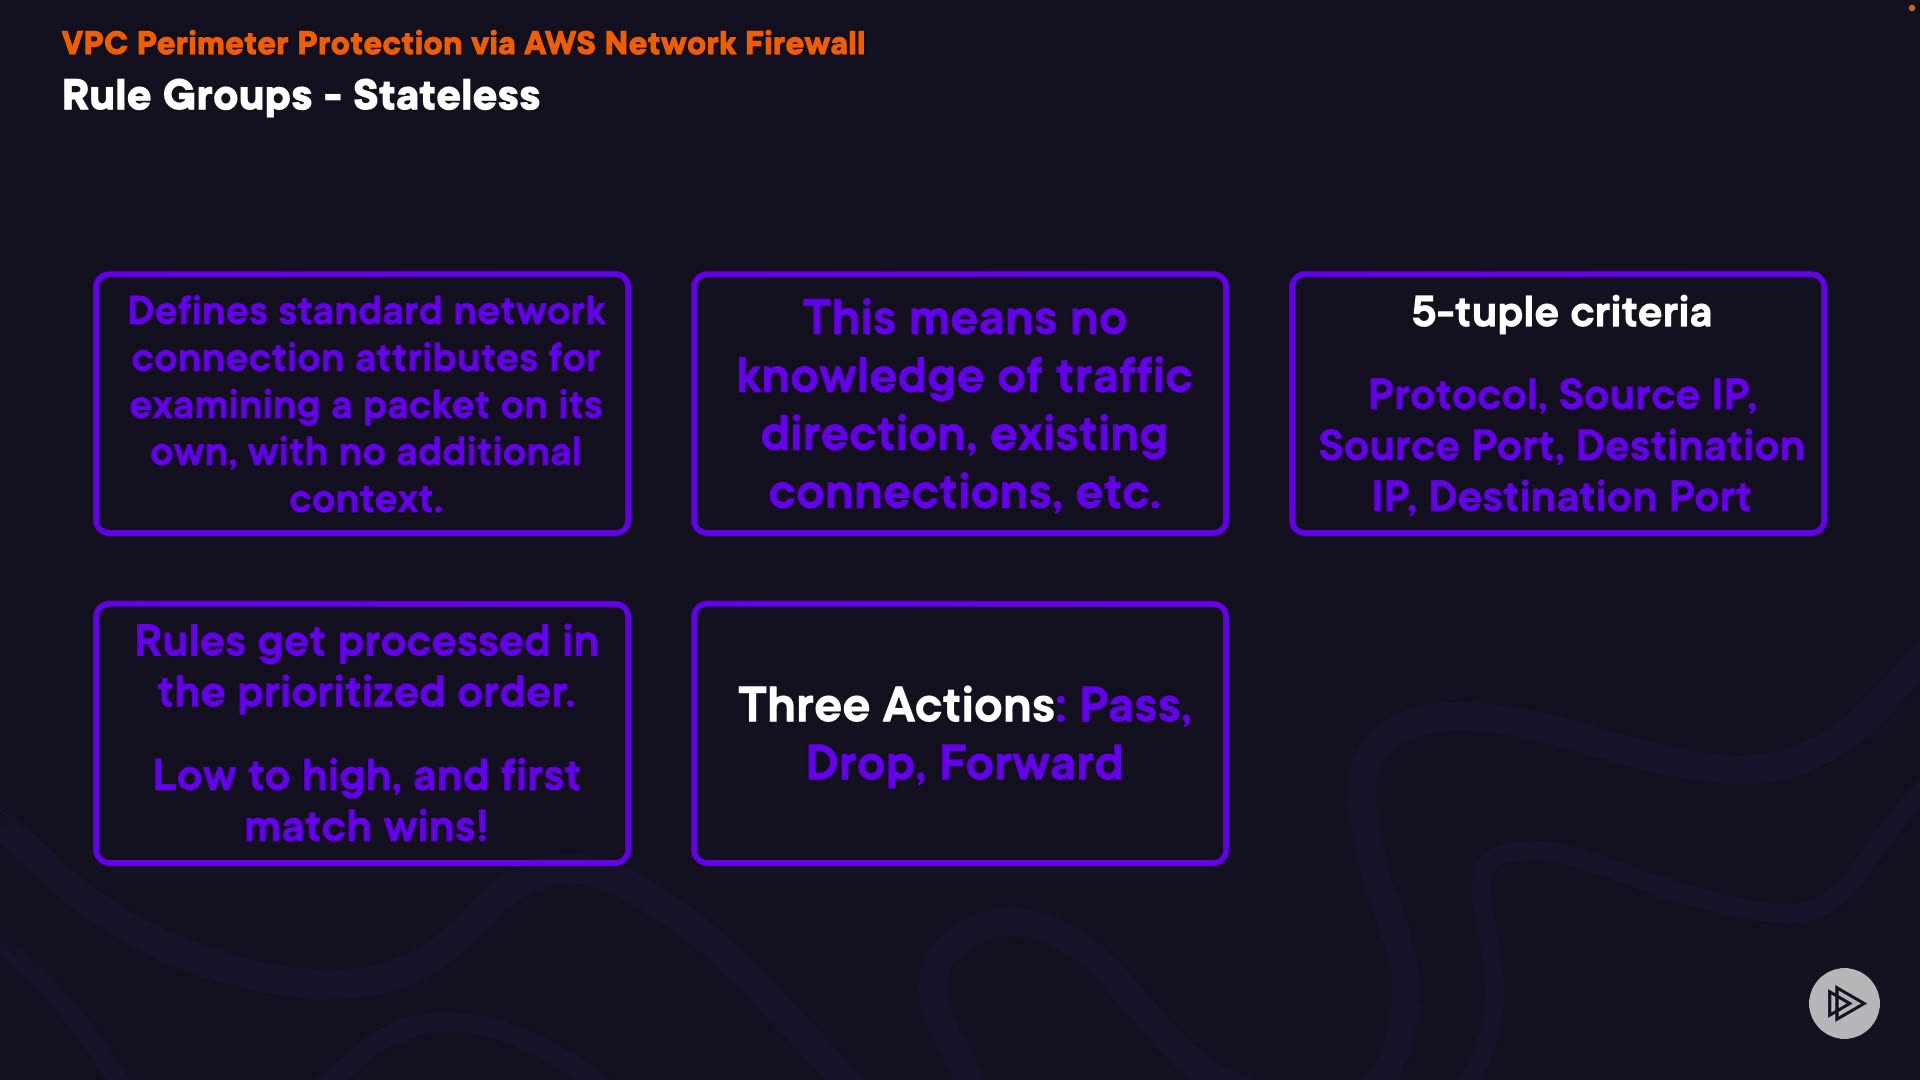 VPC Perimeter Protection via AWS Network Firewall
Rule Groups - Stateless
Defines standard network
connection attributes for
examining a packet on its
own, with no additional
context.
This means no
knowledge of traffic
direction, existing
connections, etc.
5-tuple criteria
Protocol, Source IP,
Source Port, Destination
IP, Destination Port
Rules get processed in
the prioritized order.
Low to high, and first
match wins!
Three Actions: Pass,
Drop, Forward